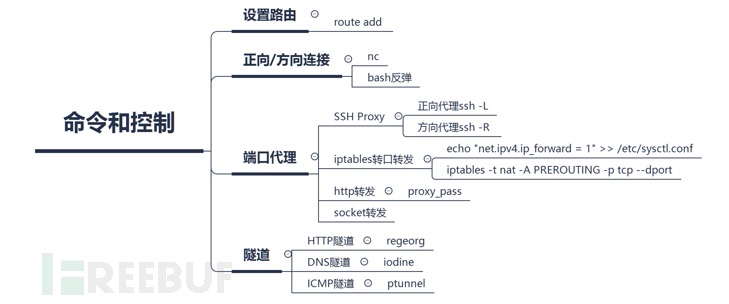 命令和控制
设置路由
route add
正向/方向连接
nc
bash反弹
端口代理
SSH Proxy
正向代理ssh -L
方向代理ssh -R
iptables转口转发
echo "net.ipv4.ip_forward = 1" >> /etc/sysctl.conf
iptables -t nat -A PREROUTING -p tcp --dport
http转发
proxy_pass
socket转发
隧道
HTTP隧道
regeorg
DNS隧道
iodine
ICMP隧道
ptunnel
FREEBUF